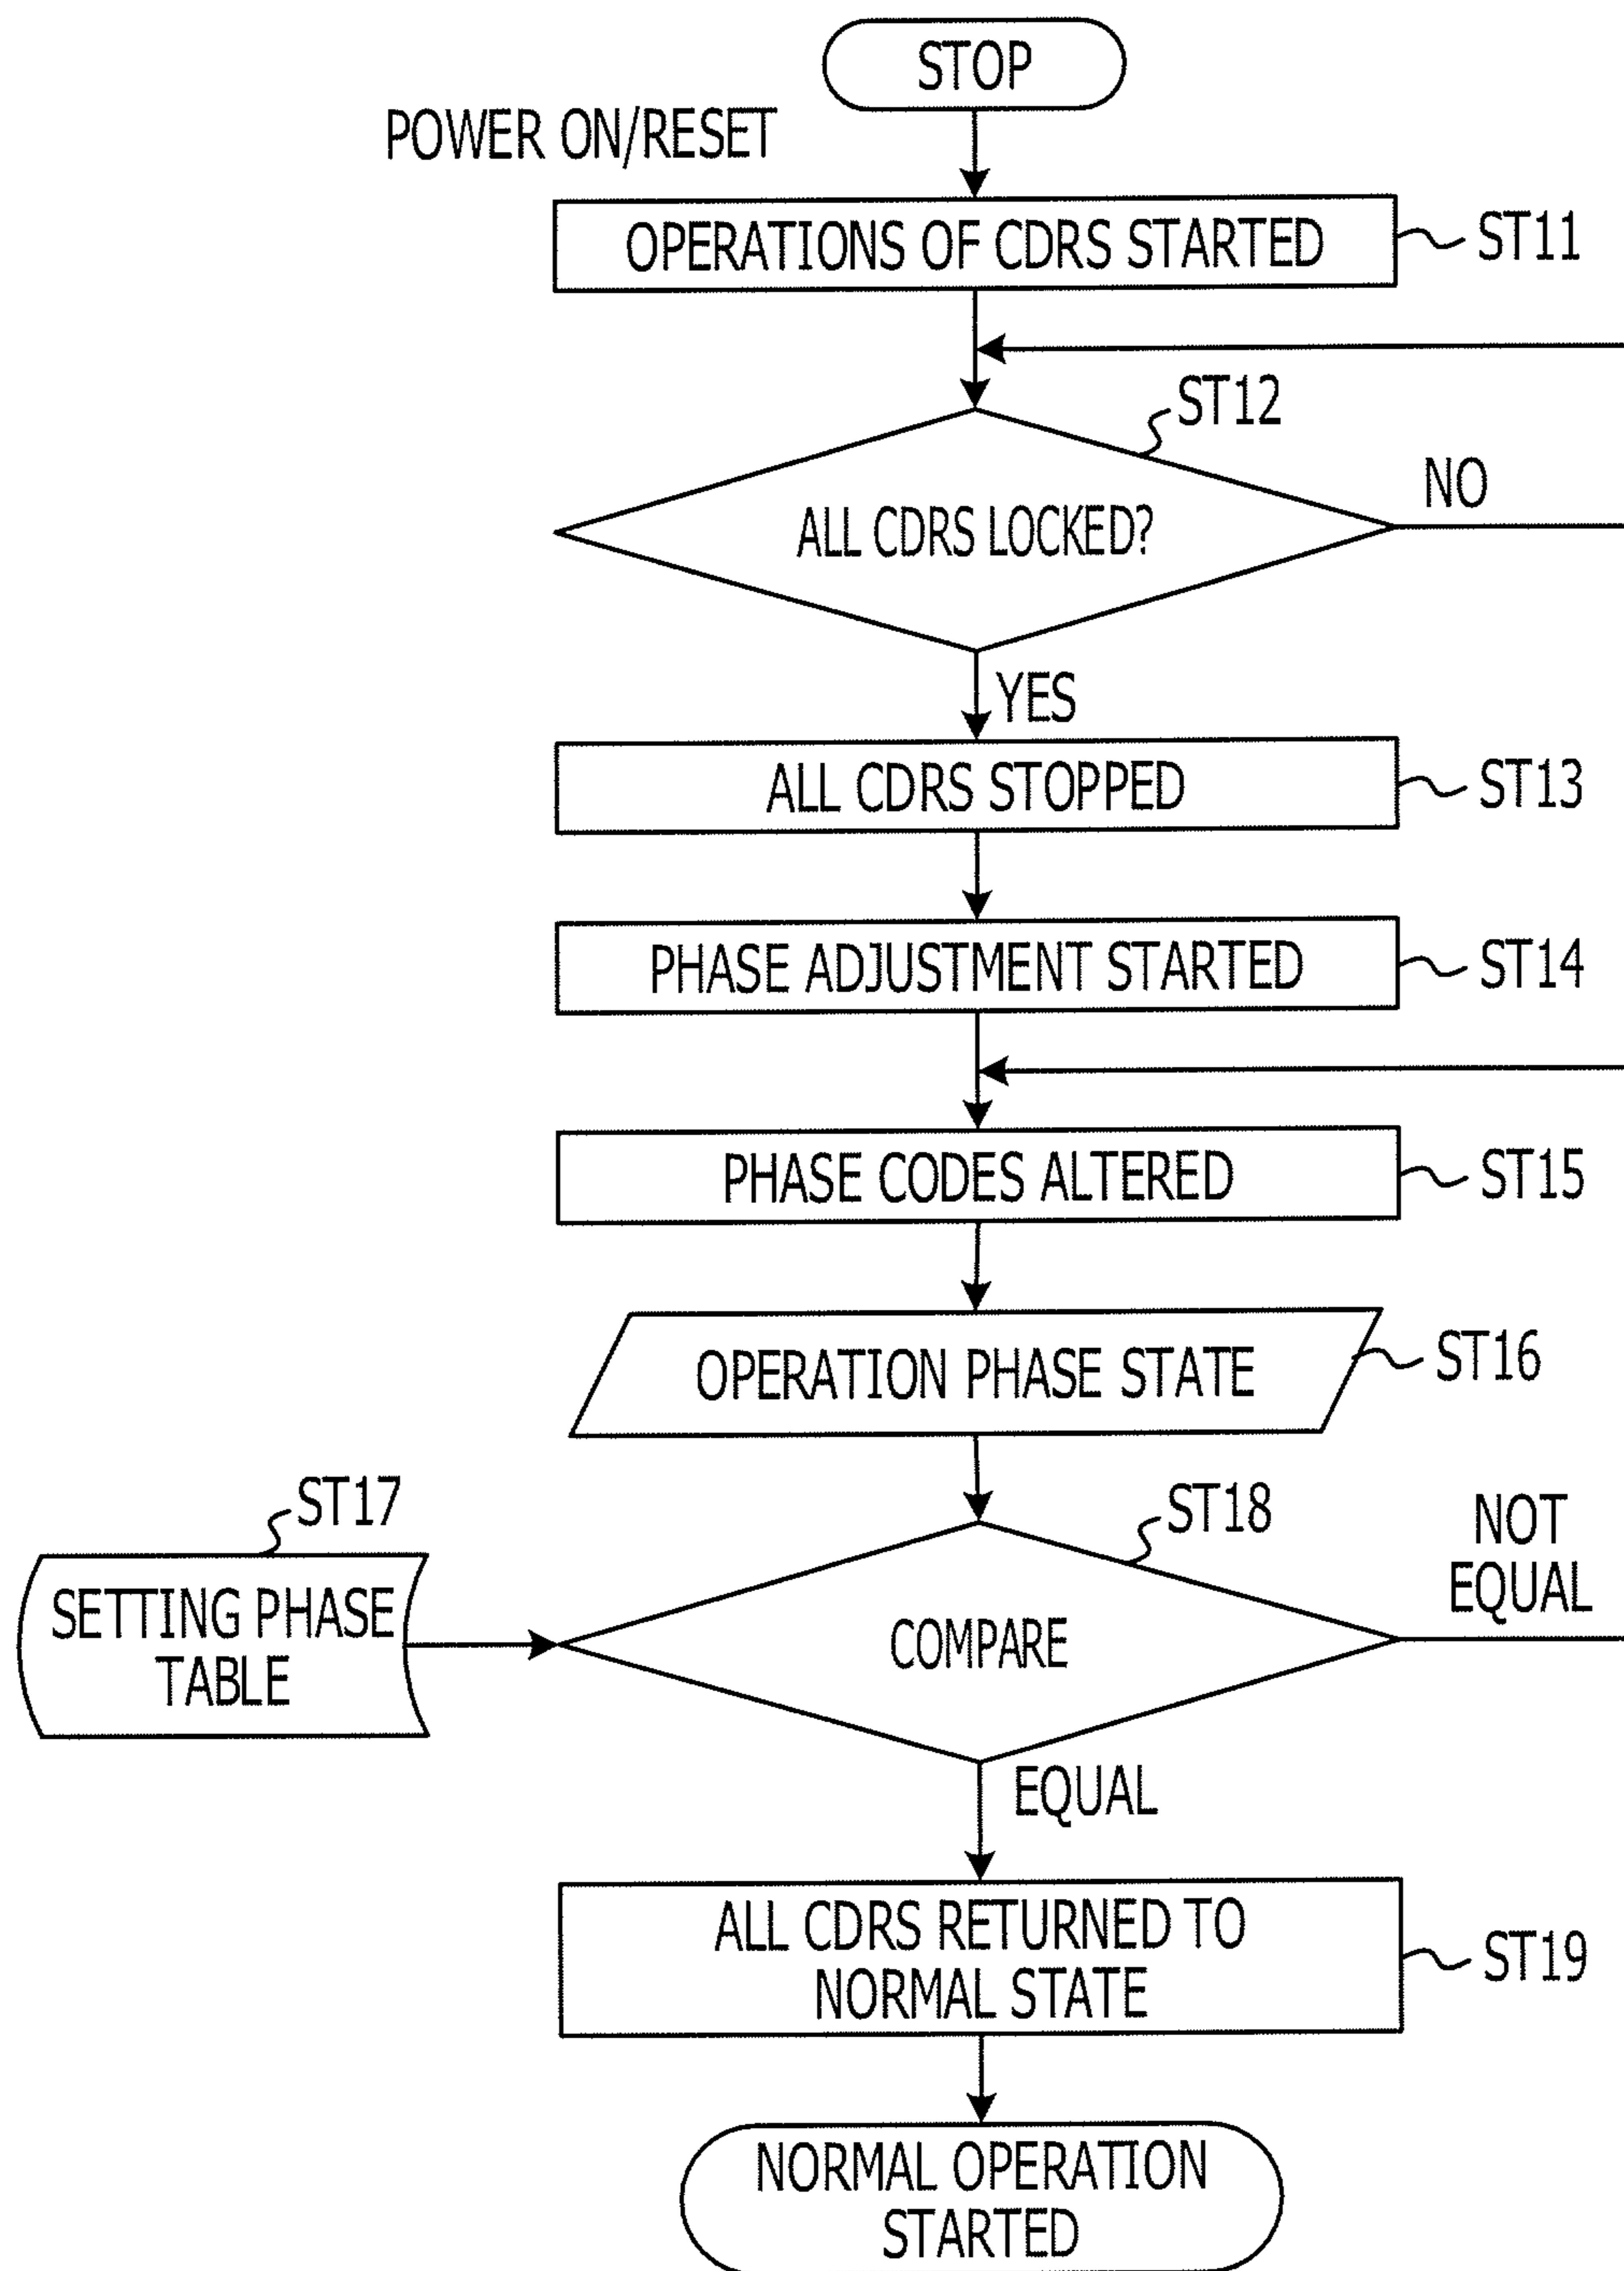 STOP
POWER ON/RESET
OPERATIONS OF CDRS STARTED
ST11
ST12
NO
ALL CDRS LOCKED?
YES
ALL CDRS STOPPED
ST13
PHASE ADJUSTMENT STARTED
ST14
PHASE CODES ALTERED
ST15
OPERATION PHASE STATE
ST16
ST17
SETTING PHASE
TABLE
ST18
NOT
EQUAL
COMPARE
EQUAL
ALL CDRS RETURNED TO
NORMAL STATE
ST19
NORMAL OPERATION
STARTED